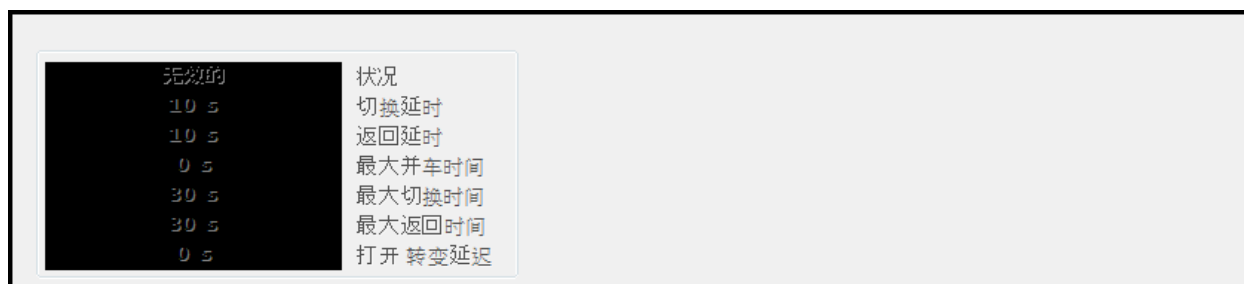 无效的 状况
10 s 切换延时
10 s 返回延时
0 s 最大并车时间
30 s 最大切换时间
30 s 最大返回时间
0 s 打开 转变延迟